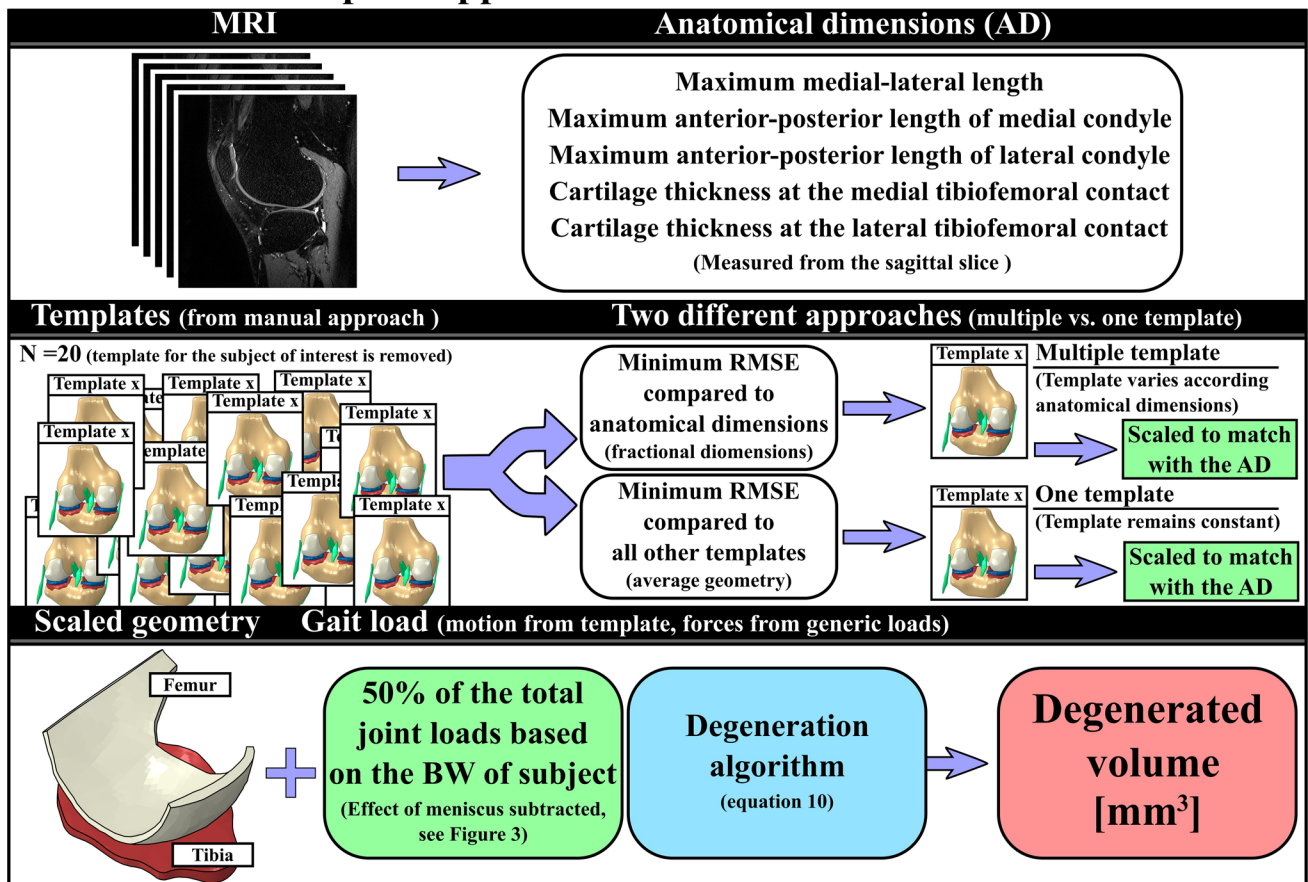 MRI
Anatomical dimensions (AD)
Maximum medial-lateral length
Maximum anterior-posterior length of medial condyle
Maximum anterior-posterior length of lateral condyle
Cartilage thickness at the medial tibiofemoral contact
Cartilage thickness at the lateral tibiofemoral contact
(Measured from the sagittal slice )
Templates (from manual approach )
Two different approaches (multiple vs. one template)
N =20 (template for the subject of interest is removed)
Template x
Template x
Template x
Template x
Template x
Template x
Template x
Template x
Template x
Template x
Minimum RMSE
compared to
anatomical dimensions
(fractional diomensions)
Minimum RMSE
compared to
all other templates
(average geometry)
Template x
Multiple template
(Template varies according
anatomical dimensions)
Scaled to match
with the AD
Template x
One template
(Template remains constant)
Scaled to match
with the AD
Scaled geometry
Gait load (motion from template, forces from generic loads)
Femur
Tibia
50% of the total
joint loads based
on the BW of subject
(Effect of meniscus subtracted,
see Figure 3)
Degeneration
algorithm
(equation 10)
Degenerated
volume
[mm³]